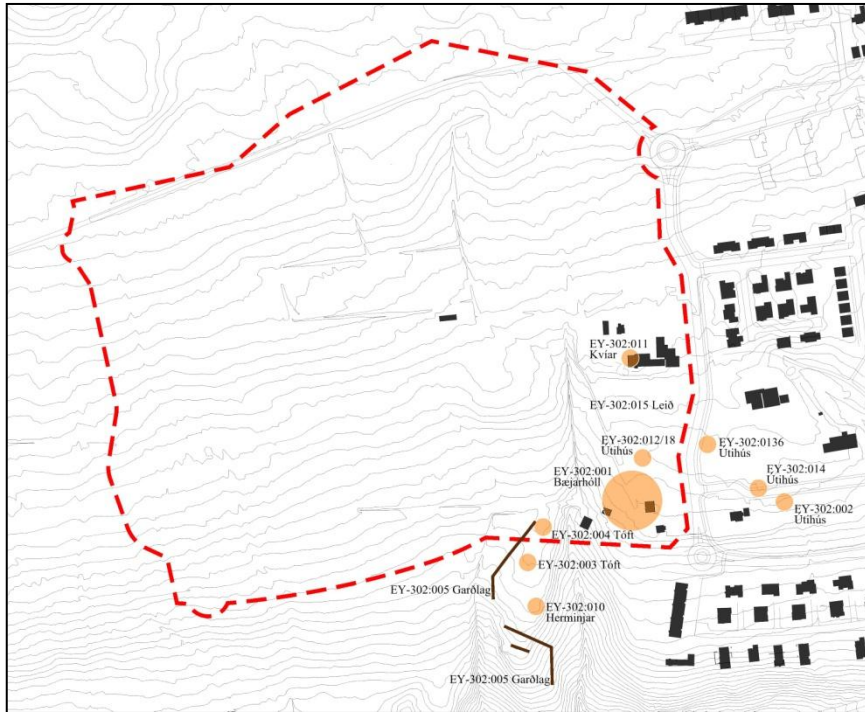 EY-302:011
Kvíar
EY-302:015 Leið
EY-302:012/18
Útihús
EY-302:0136
Útihús
EY-302:001
Bæjarhóll
EY-302:014
Útihús
EY-302:002
Útihús
EY-302:004 Tóft
EY-302:003 Tóft
EY-302:005 Garðlag
EY-302:010
Herminjar
EY-302:005 Garðlag